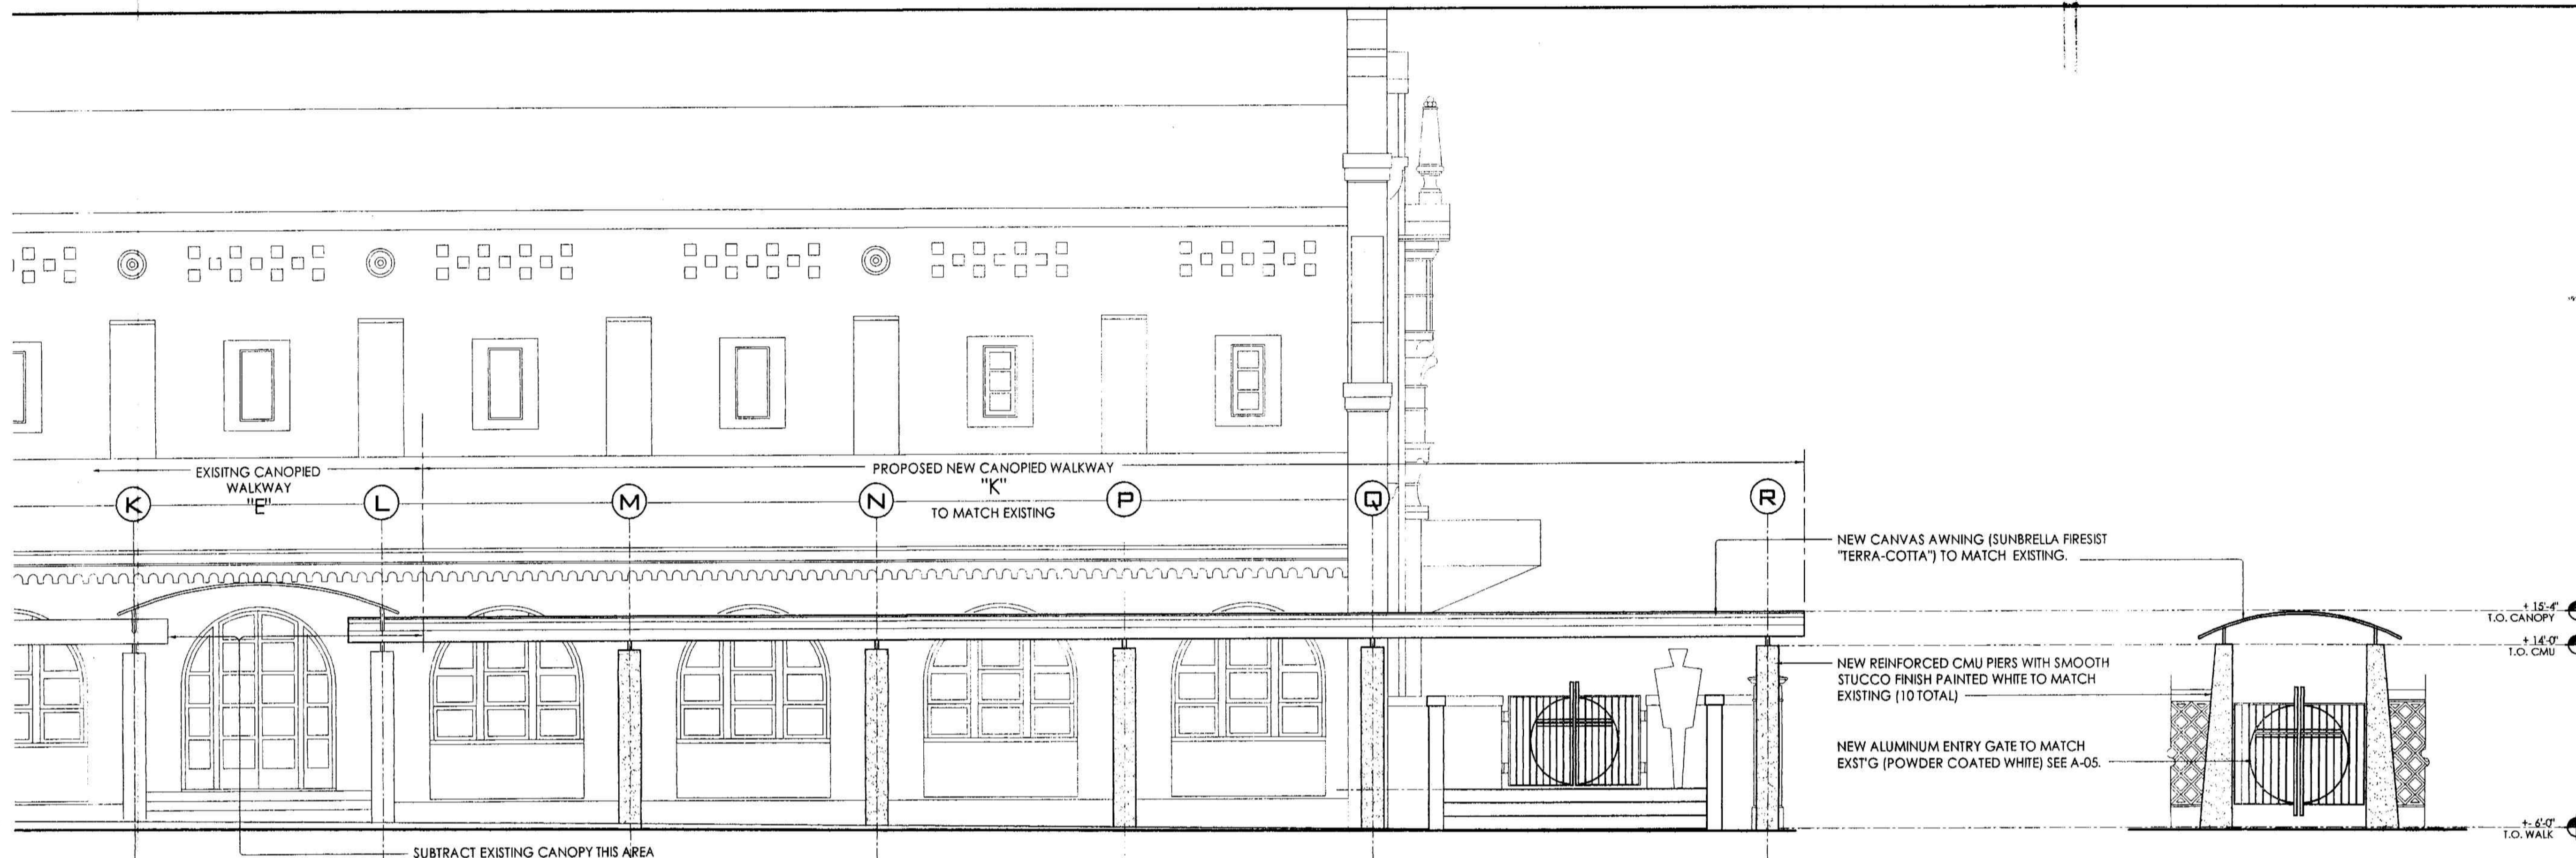 EXISITNG CANOPIED
WALKWAY
"E"
PROPOSED NEW CANOPIED WALKWAY
"K"
TO MATCH EXISTING
K
L
M
N
P
Q
R
NEW CANVAS AWNING (SUNBRELLA FIRESIST
"TERRA-COTTA") TO MATCH EXISTING.
+ 15'-4"
T.O. CANOPY
+ 14'-0"
T.O. CMU
NEW REINFORCED CMU PIERS WITH SMOOTH
STUCCO FINISH PAINTED WHITE TO MATCH
EXISTING (10 TOTAL)
NEW ALUMINUM ENTRY GATE TO MATCH
EXST'G (POWDER COATED WHITE) SEE A-05.
+- 6'-0"
T.O. WALK
SUBTRACT EXISTING CANOPY THIS AREA